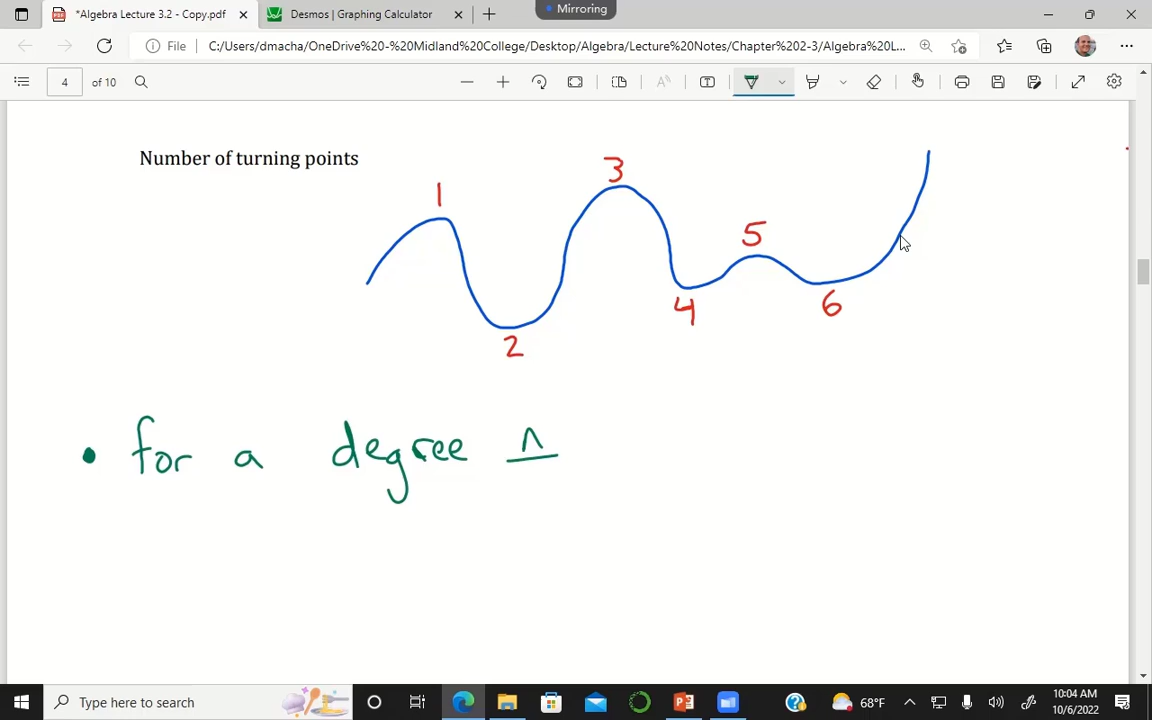 Mirroring
*Algebra Lecture 3.2 - Copy.pdf
Desmos | Graphing Calculator
File
C:/Users/dmacha/OneDrive%20-%20Midland%20College/Desktop/Algebra/Lecture%20Notes/Chapter%202-3/Algebra%20L...
4 of 10
Number of turning points
1
3
5
4
6
2
• for a degree n
Type here to search
68°F
10:04 AM
10/6/2022